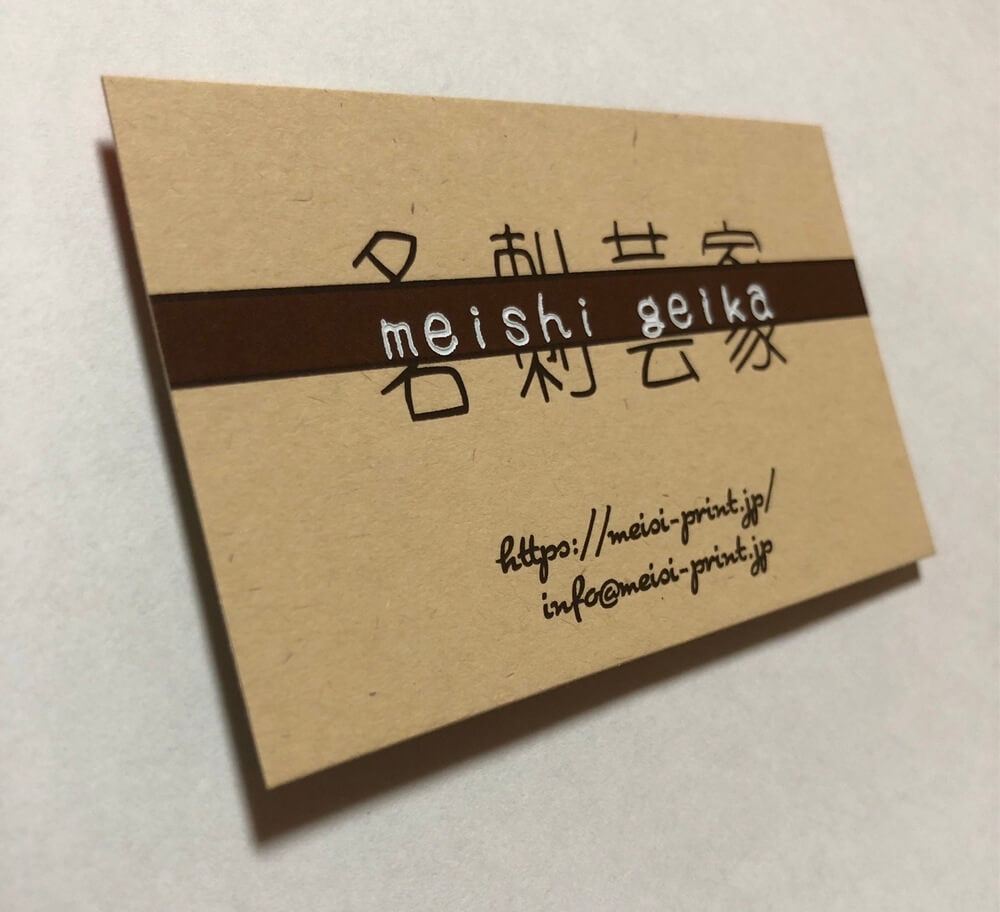 名刺芸家
meishi geika
https://meisi-print.jp/
info@meisi-print.jp